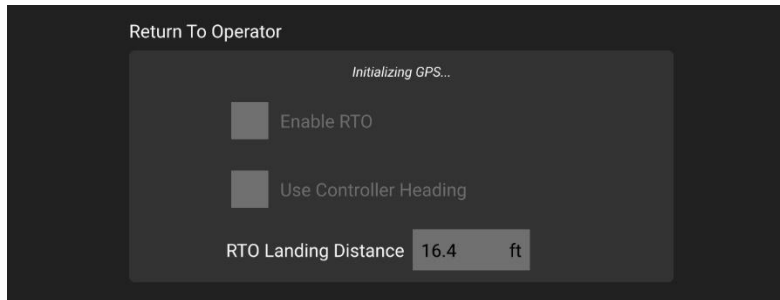 Return To Operator
Initializing GPS...
Enable RTO
Use Controller Heading
RTO Landing Distance 16.4 ft